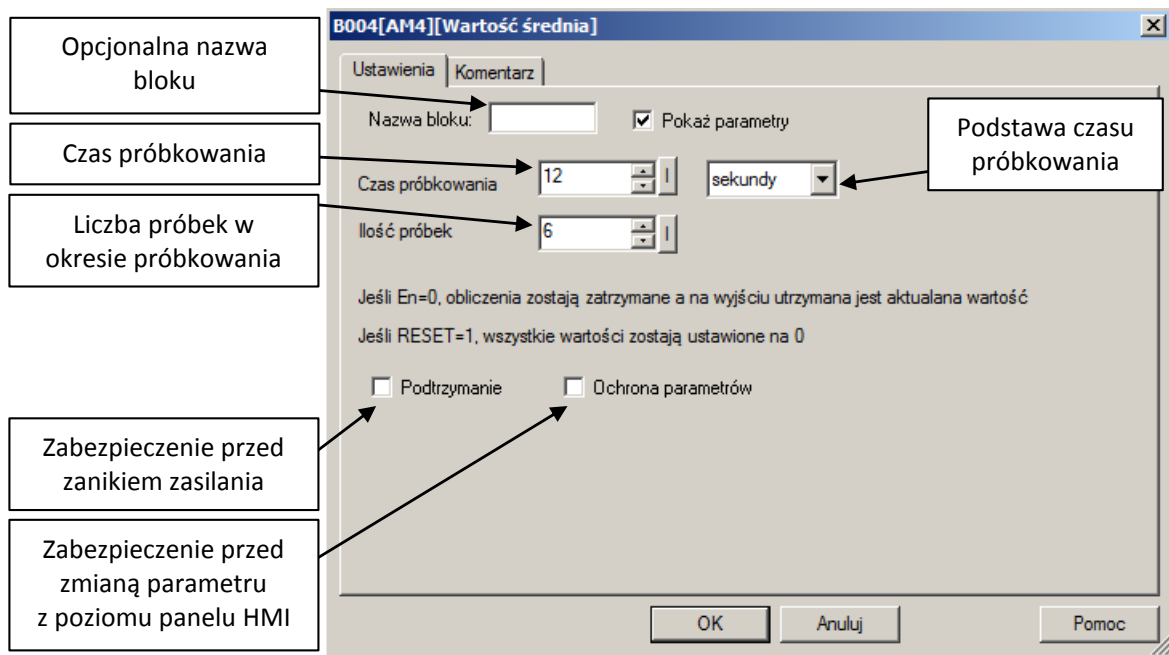 Opcjonalna nazwa
bloku
Czas próbkowania
Liczba próbek w
okresie próbkowania
Zabezpieczenie przed
zanikiem zasilania
Zabezpieczenie przed
zmianą parametru
z poziomu panelu HMI
B004[AM4][Wartość średnia]
Ustawienia Komentarz
Nazwa bloku: Pokaż parametry
Czas próbkowania 12 sekundy
Ilość próbek 6
Jeśli En=0, obliczenia zostają zatrzymane a na wyjściu utrzymana jest aktualana wartość
Jeśli RESET=1, wszystkie wartości zostają ustawione na 0
Podtrzymanie Ochrona parametrów
OK Anuluj Pomoc
Podstawa czasu
próbkowania